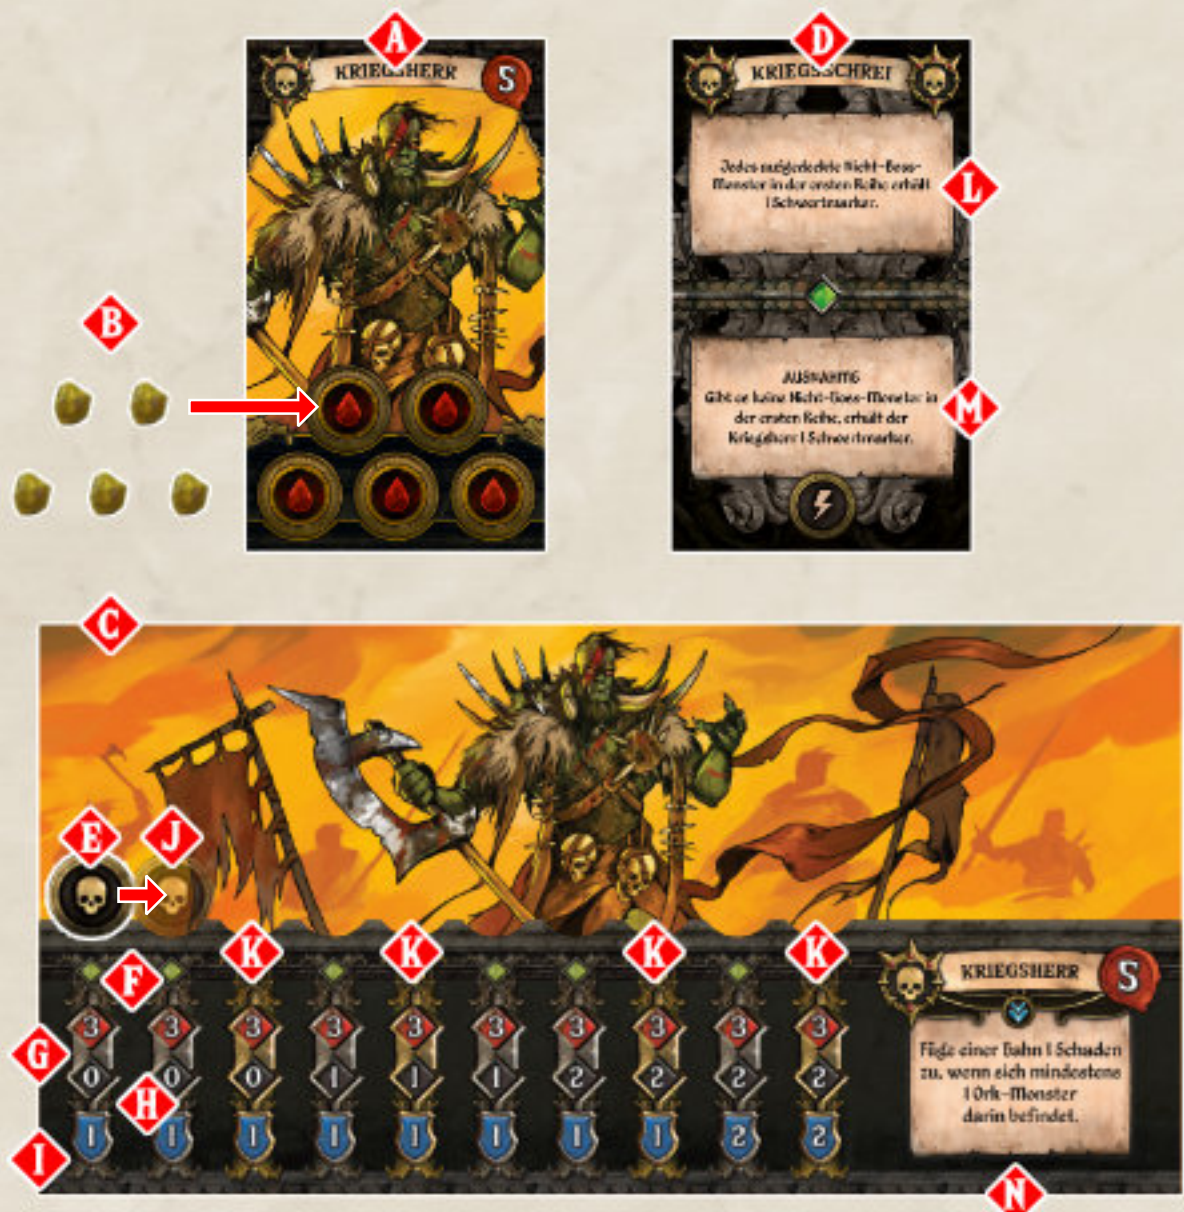 A
KRIEGSHERR
5
D
KRIEGSSCHREI
Jedes aufgedeckte Nicht-Boss-
Monster in der ersten Reihe erhält
1 Schwertmarker.
L
B
AUSNAHME
Gibt es keine Nicht-Boss-Monster in
der ersten Reihe, erhält der
Kriegsherr 1 Schwertmarker.
M
C
E
J
F
K
K
K
K
G
3 3 3 3 3 3 3 3 3 3
0 0 0 1 1 1 2 2 2 2
H
1 1 1 1 1 1 1 1 2 2
I
KRIEGSHERR
5
Füge einer Bahn 1 Schaden
zu, wenn sich mindestens
1 Ork-Monster
darin befindet.
N